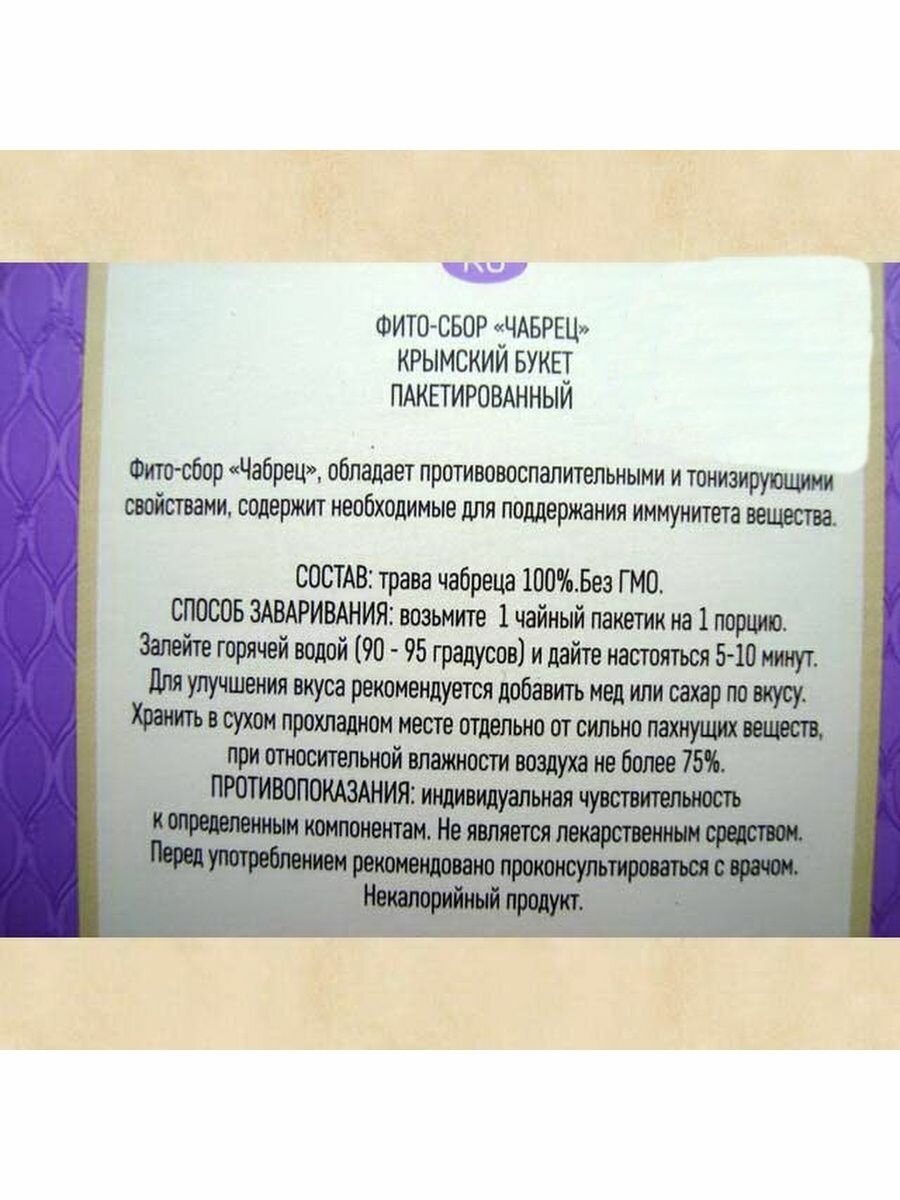 RU
ФИТО-СБОР «ЧАБРЕЦ»
КРЫМСКИЙ БУКЕТ
ПАКЕТИРОВАННЫЙ
Фито-сбор «Чабрец», обладает противовоспалительными и тонизирующими
свойствами, содержит необходимые для поддержания иммунитета вещества.
СОСТАВ: трава чабреца 100%.Без ГМО.
СПОСОБ ЗАВАРИВАНИЯ: возьмите 1 чайный пакетик на 1 порцию.
Залейте горячей водой (90 - 95 градусов) и дайте настояться 5-10 минут.
Для улучшения вкуса рекомендуется добавить мед или сахар по вкусу.
Хранить в сухом прохладном месте отдельно от сильно пахнущих веществ,
при относительной влажности воздуха не более 75%.
ПРОТИВОПОКАЗАНИЯ: индивидуальная чувствительность
к определенным компонентам. Не является лекарственным средством.
Перед употреблением рекомендовано проконсультироваться с врачом.
Некалорийный продукт.